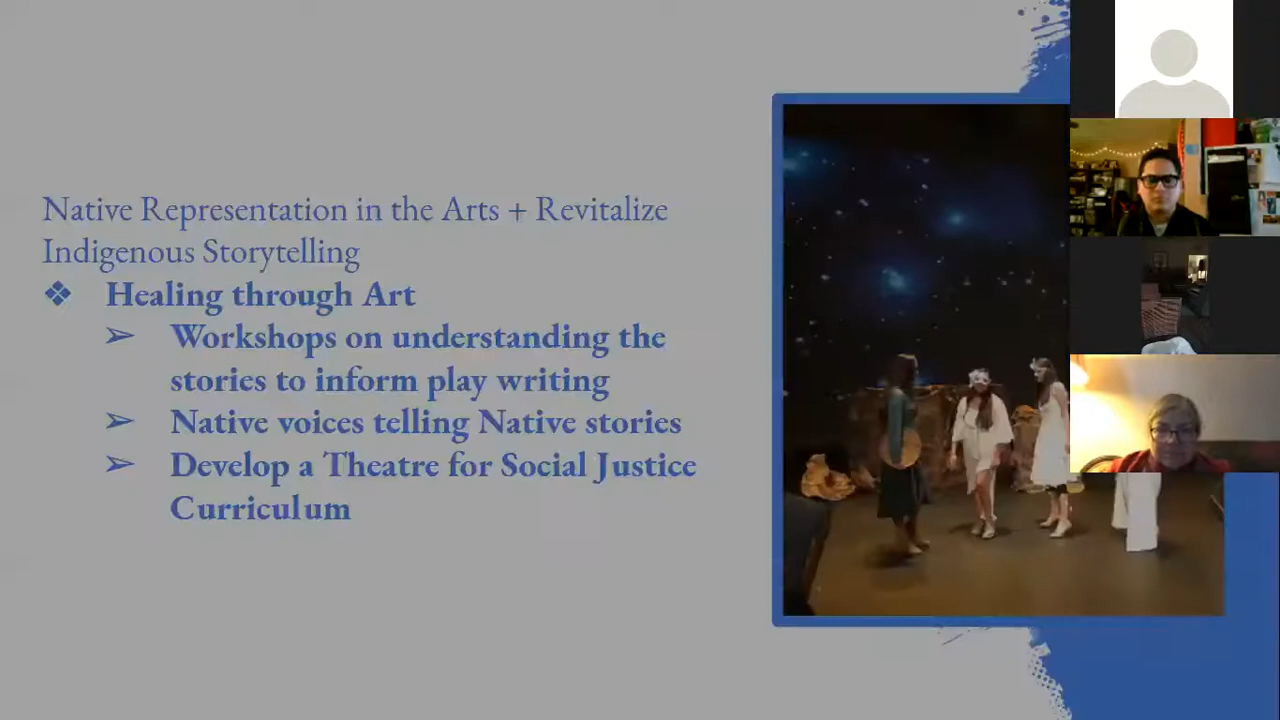 Native Representation in the Arts + Revitalize
Indigenous Storytelling
❖ Healing through Art
➢ Workshops on understanding the
stories to inform play writing
➢ Native voices telling Native stories
➢ Develop a Theatre for Social Justice
Curriculum